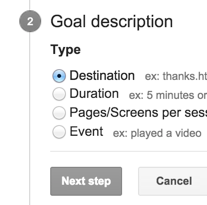 2 Goal description
Type
Destination ex: thanks.ht
Duration ex: 5 minutes or
Pages/Screens per sess
Event ex: played a video
Next step Cancel